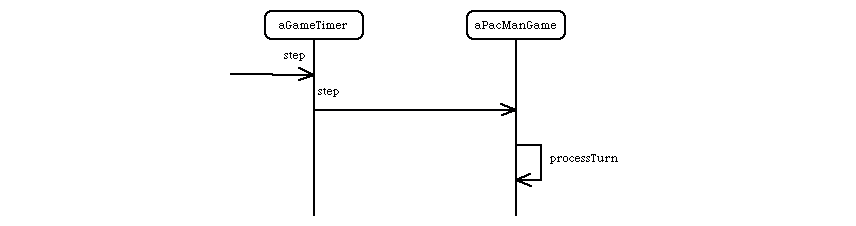 aGameTimer
aPacManGame
step
step
processTurn